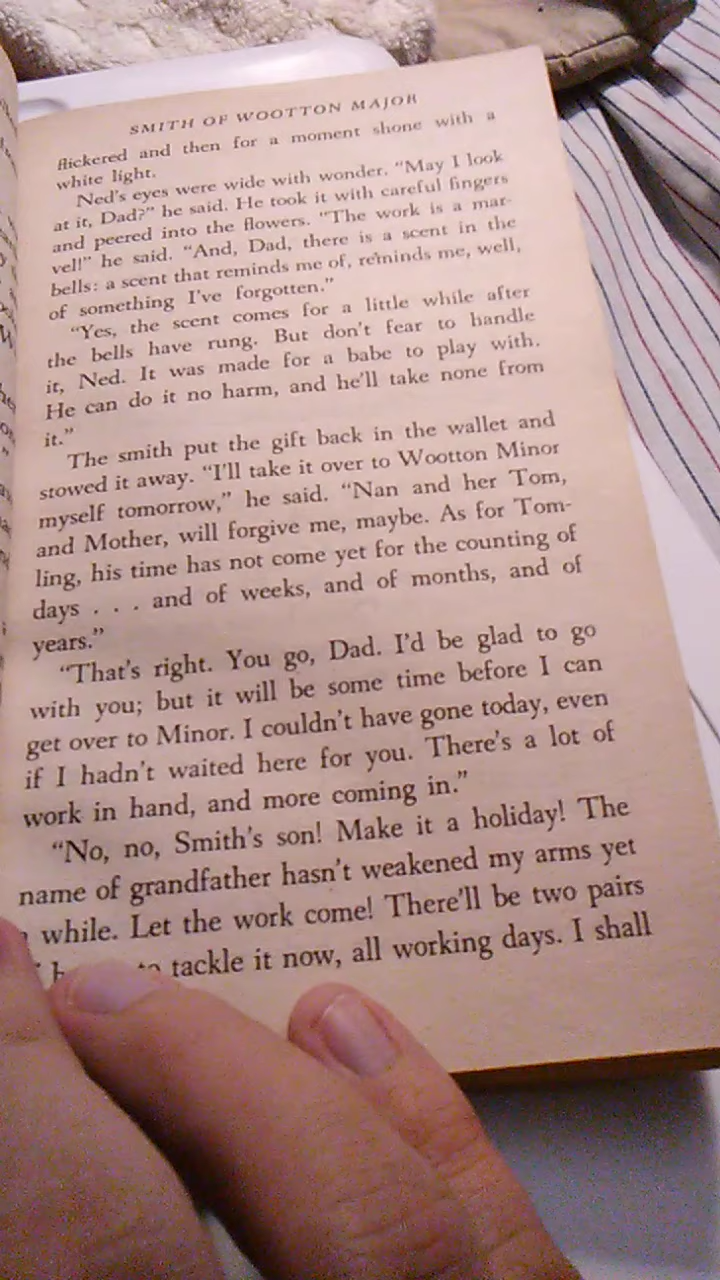 SMITH OF WOOTTON MAJOR
flickered and then for a moment shone with a
white light.
Ned's eyes were wide with wonder. "May I look
at it, Dad?" he said. He took it with careful fingers
and peered into the flowers. "The work is a mar-
vel!" he said. "And, Dad, there is a scent in the
bells: a scent that reminds me of, reminds me, well,
of something I've forgotten."
"Yes, the scent comes for a little while after
the bells have rung. But don't fear to handle
it, Ned. It was made for a babe to play with.
He can do it no harm, and he'll take none from
it."
The smith put the gift back in the wallet and
stowed it away. "I'll take it over to Wootton Minor
myself tomorrow," he said. "Nan and her Tom,
and Mother, will forgive me, maybe. As for Tom-
ling, his time has not come yet for the counting of
days . . . and of weeks, and of months, and of
years."
"That's right. You go, Dad. I'd be glad to go
with you; but it will be some time before I can
get over to Minor. I couldn't have gone today, even
if I hadn't waited here for you. There's a lot of
work in hand, and more coming in."
"No, no, Smith's son! Make it a holiday! The
name of grandfather hasn't weakened my arms yet
while. Let the work come! There'll be two pairs
to tackle it now, all working days. I shall